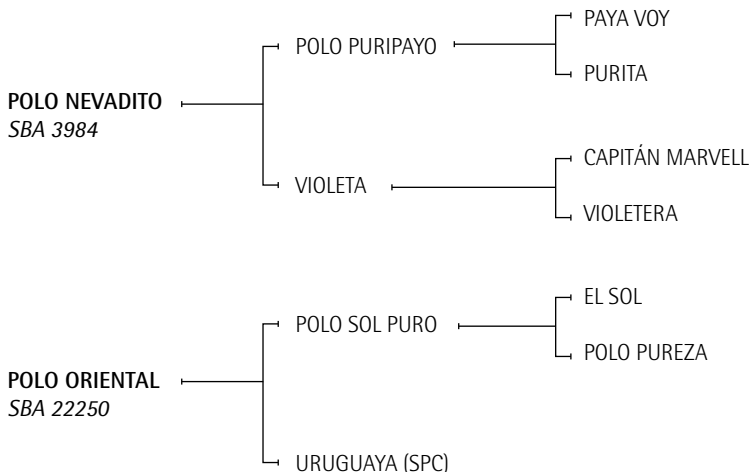 PAYA VOY
POLO PURIPAYO
PURITA
POLO NEVADITO
SBA 3984
CAPITÁN MARVELL
VIOLETA
VIOLETERA
EL SOL
POLO SOL PURO
POLO PUREZA
POLO ORIENTAL
SBA 22250
URUGUAYA (SPC)